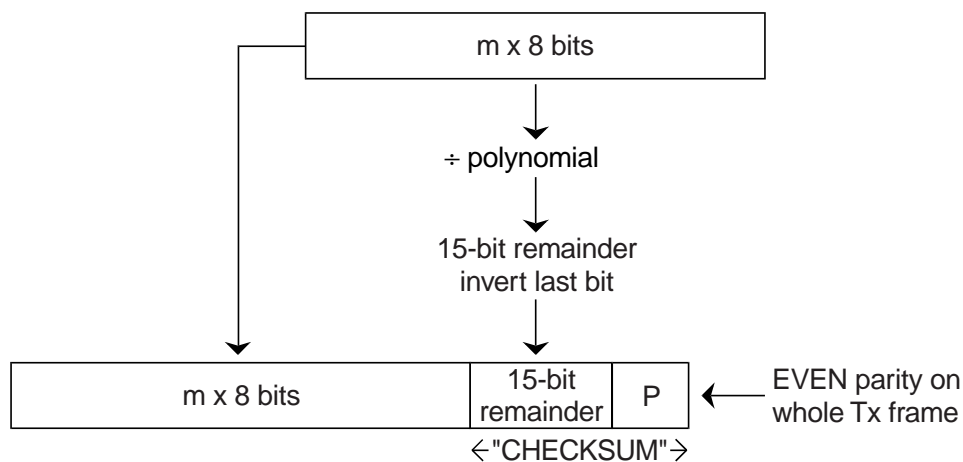 m x 8 bits
÷ polynomial
15-bit remainder
invert last bit
m x 8 bits
15-bit
remainder
P
EVEN parity on
whole Tx frame
"CHECKSUM"